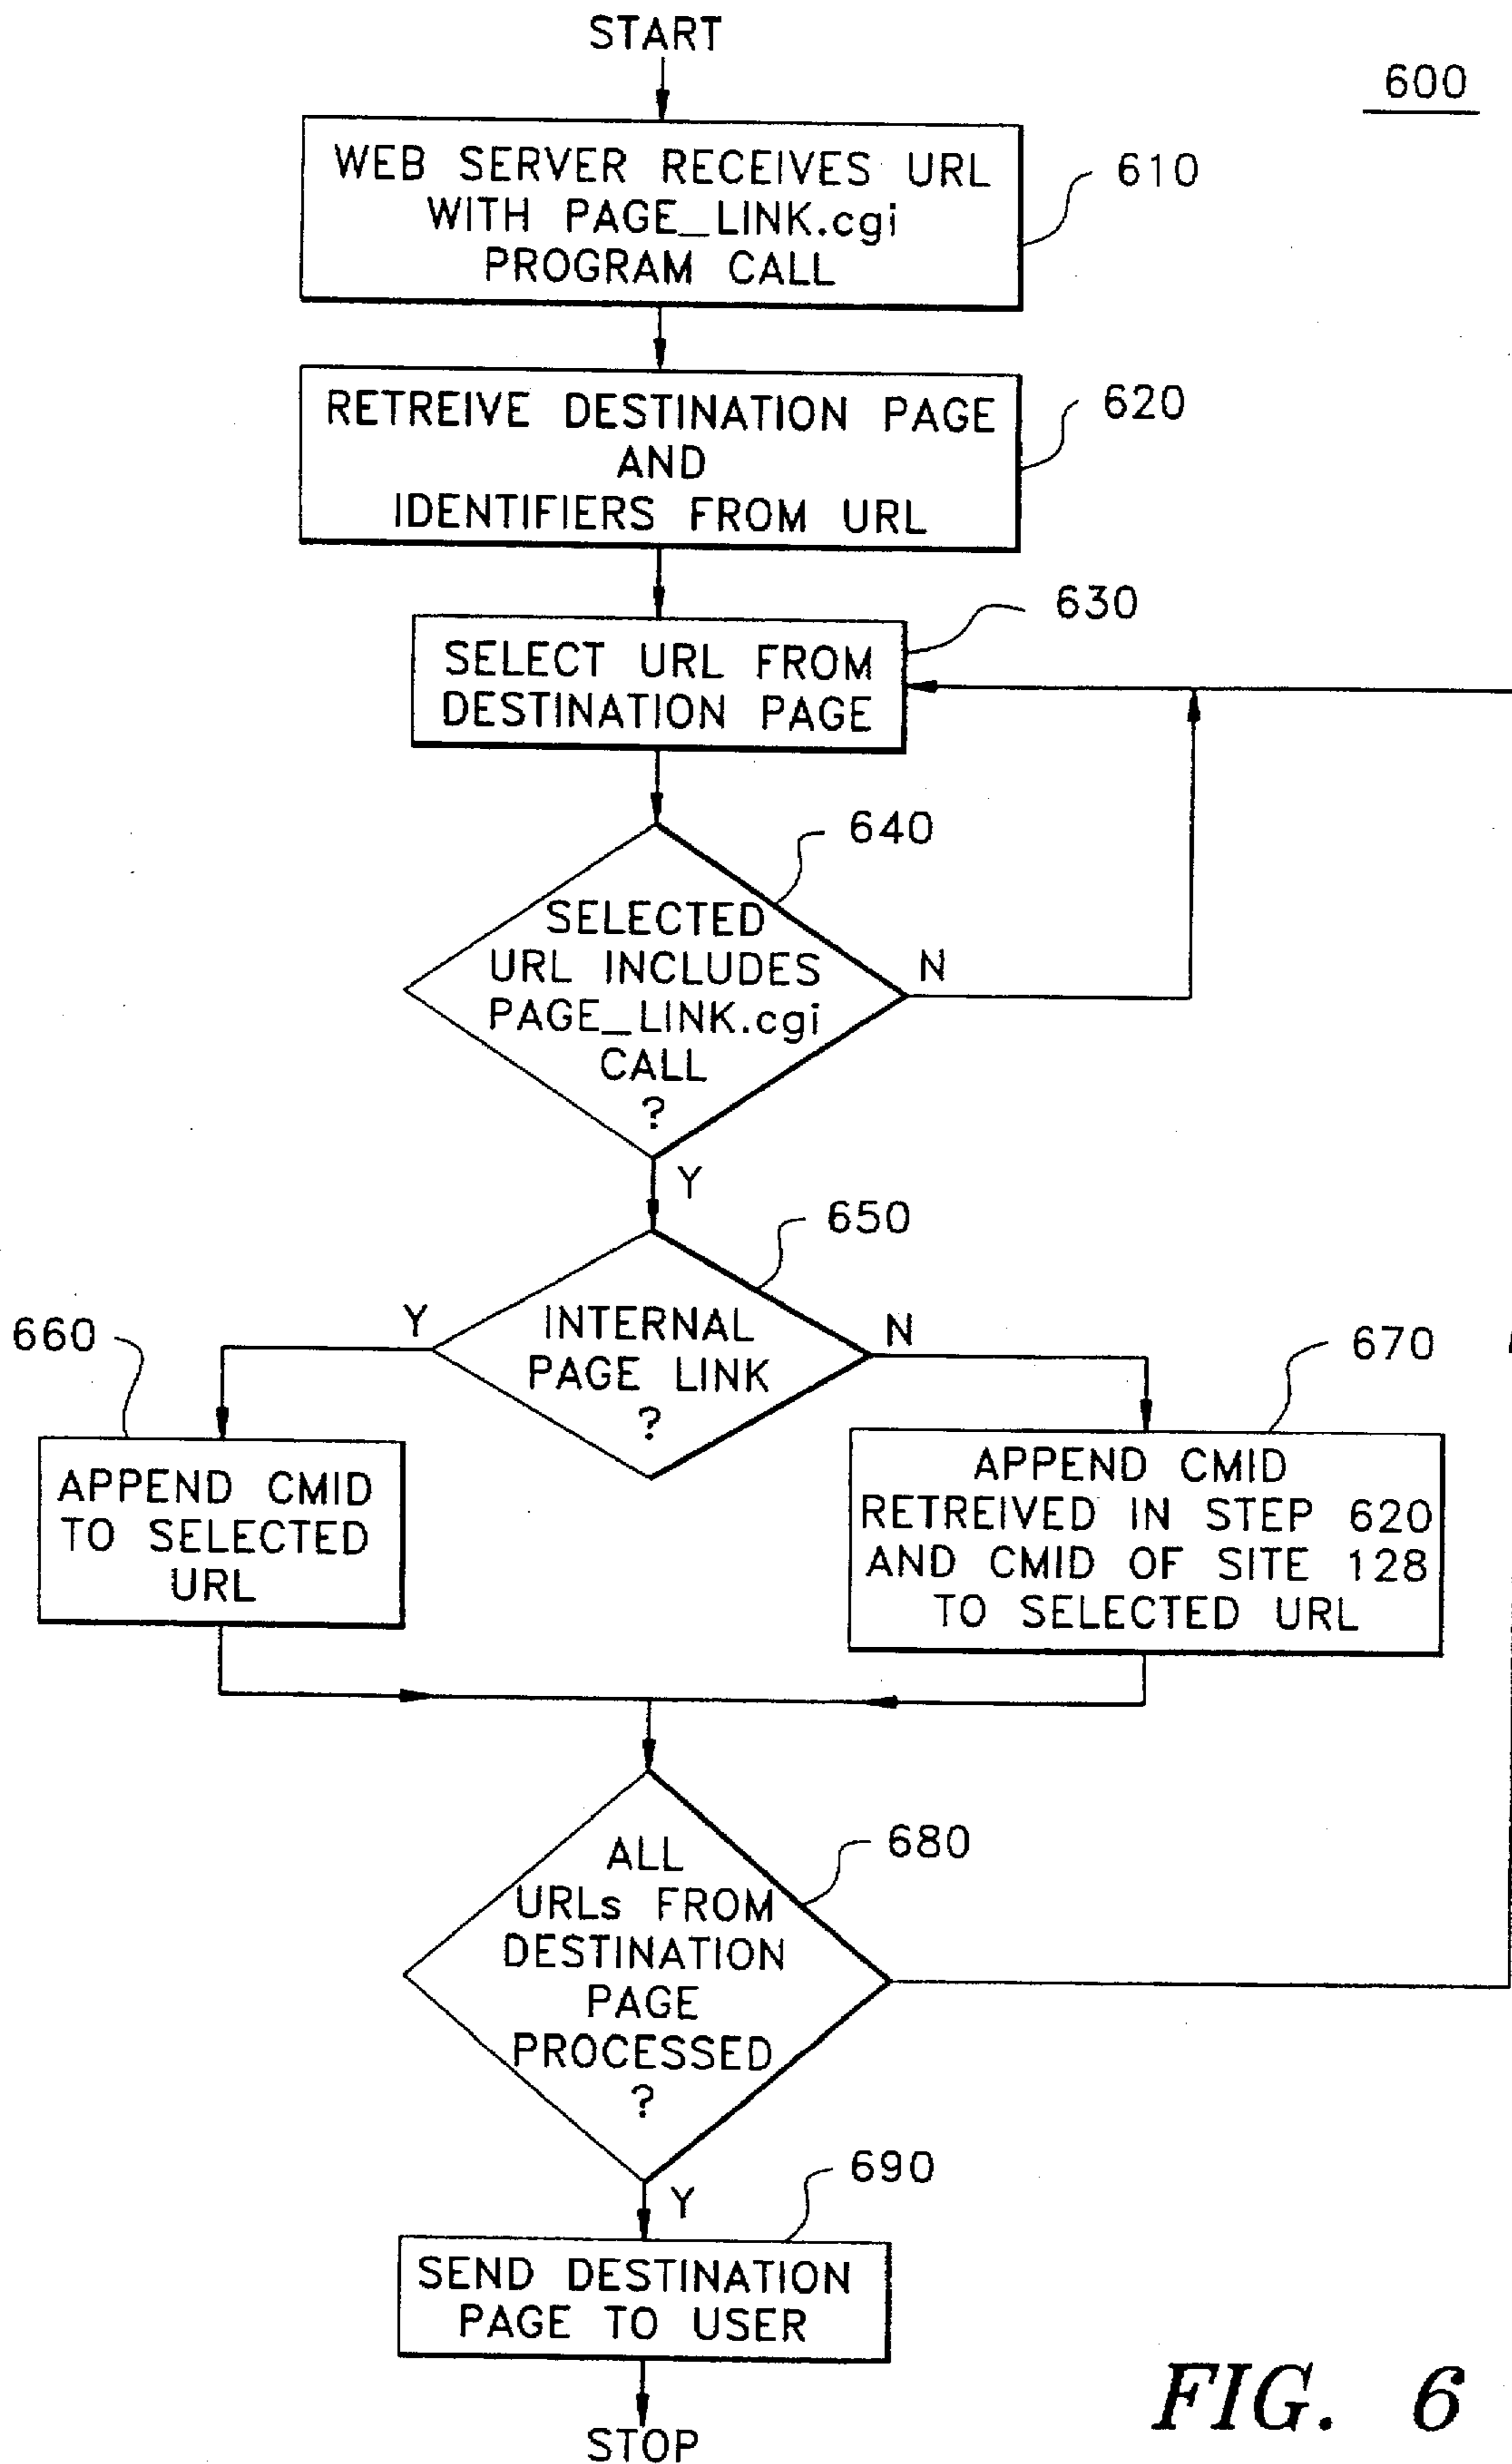 START
600
WEB SERVER RECEIVES URL
WITH PAGE_LINK.cgi
PROGRAM CALL
610
RETREIVE DESTINATION PAGE
AND
IDENTIFIERS FROM URL
620
630
SELECT URL FROM
DESTINATION PAGE
640
SELECTED
URL INCLUDES
PAGE_LINK.cgi
CALL
?
N
Y
650
INTERNAL
PAGE LINK
?
Y
N
660
APPEND CMID
TO SELECTED
URL
670
APPEND CMID
RETREIVED IN STEP 620
AND CMID OF SITE 128
TO SELECTED URL
680
ALL
URLs FROM
DESTINATION
PAGE
PROCESSED
?
Y
690
SEND DESTINATION
PAGE TO USER
STOP
FIG. 6